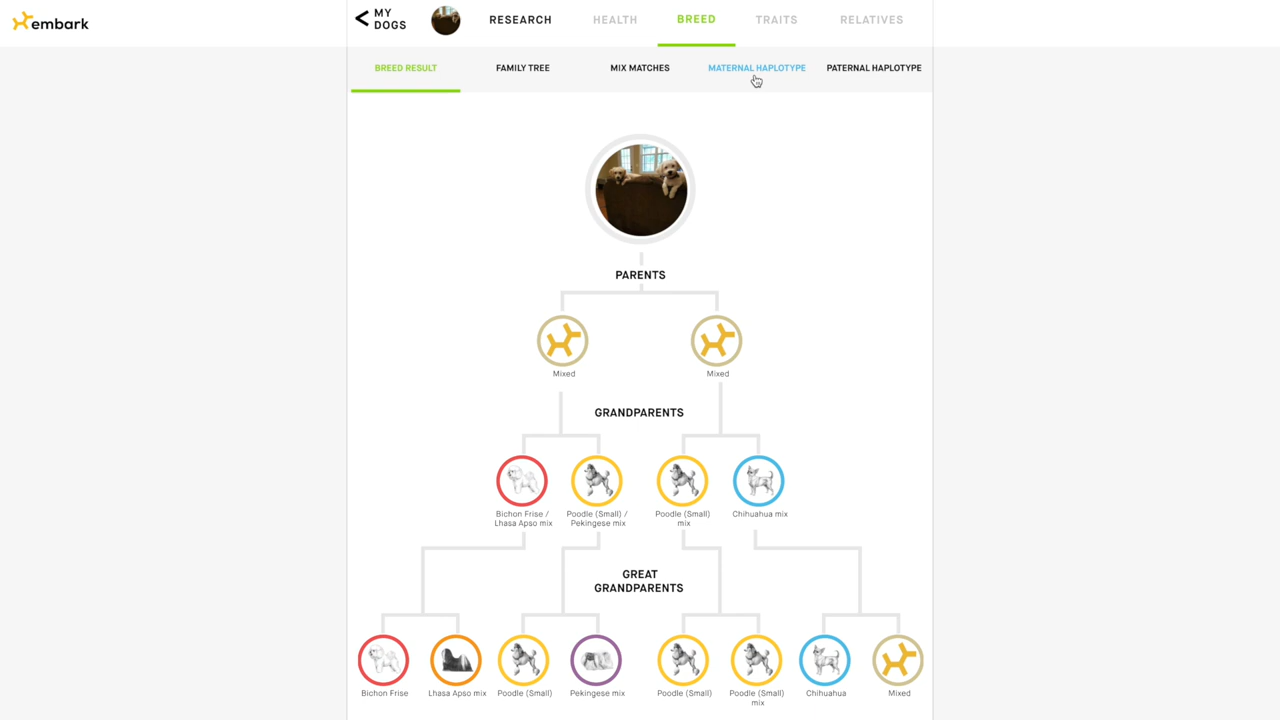 embark
MY DOGS
RESEARCH
HEALTH
BREED
TRAITS
RELATIVES
BREED RESULT
FAMILY TREE
MIX MATCHES
MATERNAL HAPLOTYPE
PATERNAL HAPLOTYPE
PARENTS
Mixed
Mixed
GRANDPARENTS
Bichon Frise /
Lhasa Apso mix
Poodle (Small) /
Pekingese mix
Poodle (Small)
mix
Chihuahua mix
GREAT
GRANDPARENTS
Bichon Frise
Lhasa Apso mix
Poodle (Small)
Pekingese mix
Poodle (Small)
Poodle (Small)
mix
Chihuahua
Mixed